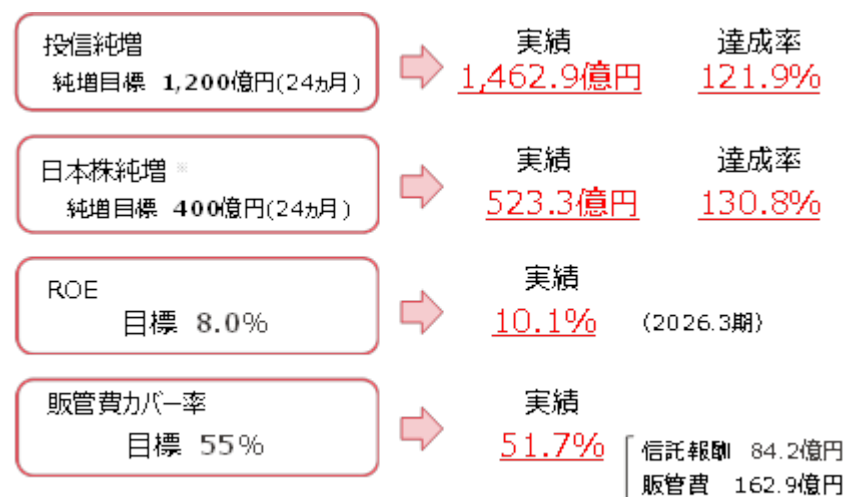 投信純増
純増目標 1,200億円(24ヵ月)
実績 達成率
1,462.9億円 121.9%
日本株純増 ※
純増目標 400億円(24ヵ月)
実績 達成率
523.3億円 130.8%
ROE
目標 8.0%
実績
10.1% (2026.3期)
販管費カバー率
目標 55%
実績
51.7%
信託報酬 84.2億円
販管費 162.9億円